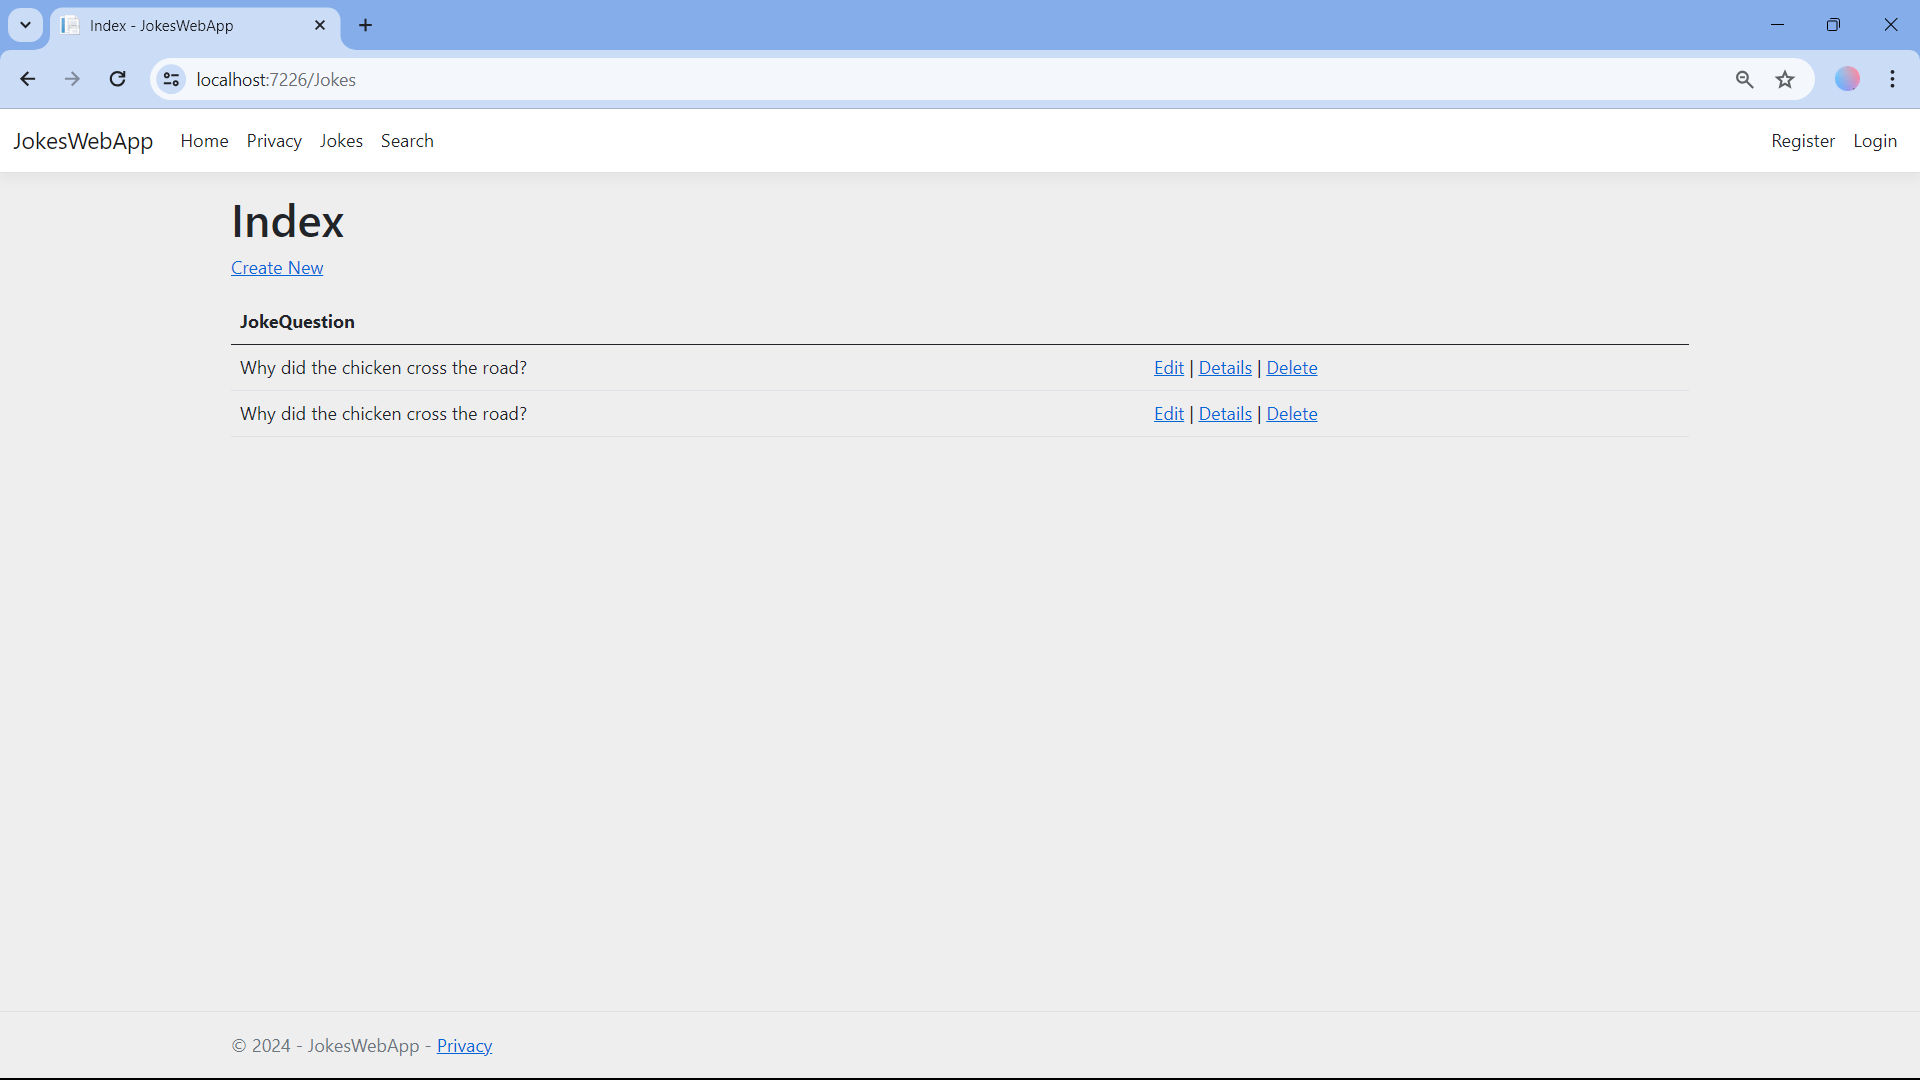 Index - JokesWebApp
localhost:7226/Jokes
JokesWebApp Home Privacy Jokes Search Register Login
Index
Create New
JokeQuestion
Why did the chicken cross the road? Edit | Details | Delete
Why did the chicken cross the road? Edit | Details | Delete
© 2024 - JokesWebApp - Privacy